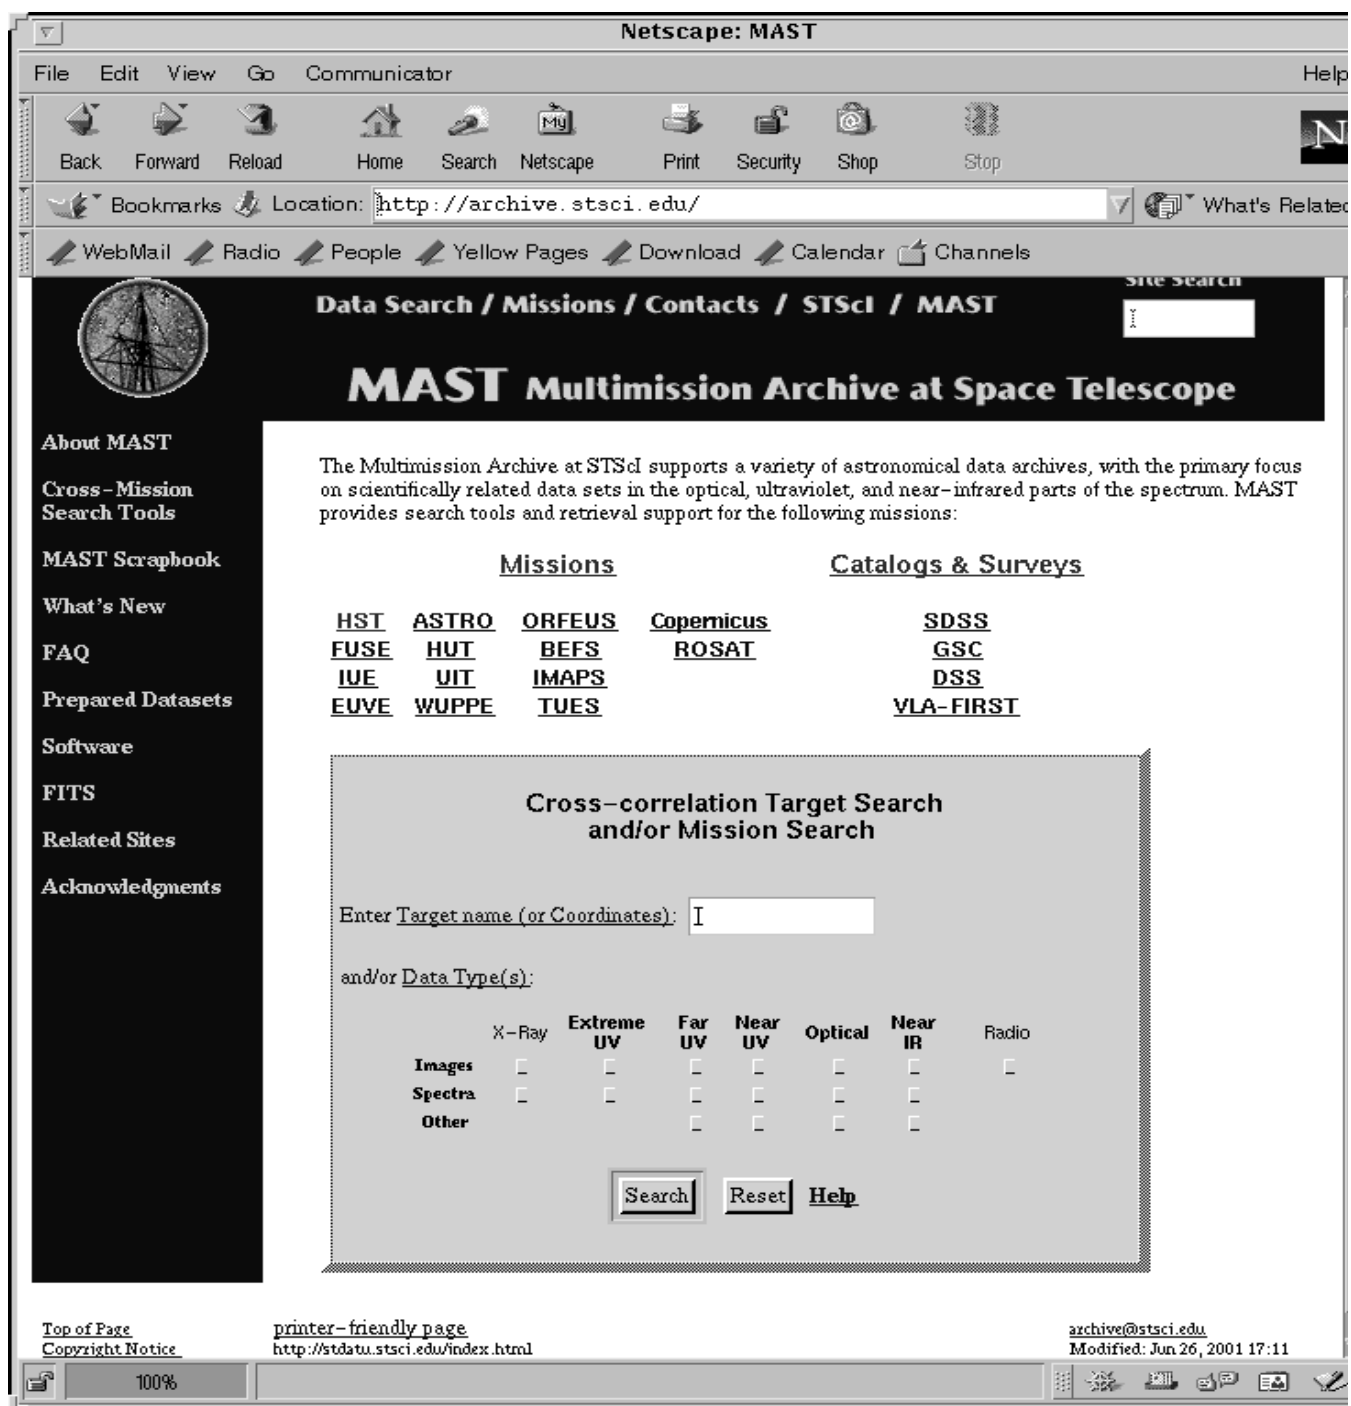 Netscape: MAST
File Edit View Go Communicator Help
Back Forward Reload Home Search Netscape Print Security Shop Stop
My
N
Bookmarks Location: http://archive.stsci.edu/ What's Related
WebMail Radio People Yellow Pages Download Calendar Channels
Site Search
Data Search / Missions / Contacts / STScI / MAST
MAST Multimission Archive at Space Telescope
About MAST
Cross-Mission
Search Tools
MAST Scrapbook
What's New
FAQ
Prepared Datasets
Software
FITS
Related Sites
Acknowledgments
The Multimission Archive at STScI supports a variety of astronomical data archives, with the primary focus
on scientifically related data sets in the optical, ultraviolet, and near-infrared parts of the spectrum. MAST
provides search tools and retrieval support for the following missions:
Missions Catalogs & Surveys
HST ASTRO ORFEUS Copernicus SDSS
FUSE HUT BEFS ROSAT GSC
IUE UIT IMAPS DSS
EUVE WUPPE TUES VLA-FIRST
Cross-correlation Target Search
and/or Mission Search
Enter Target name (or Coordinates):
and/or Data Type(s):
X-Ray Extreme UV Far UV Near UV Optical Near IR Radio
Images
Spectra
Other
Search Reset Help
Top of Page printer-friendly page archive@stsci.edu
Copyright Notice http://stdatu.stsci.edu/index.html Modified: Jun 26, 2001 17:11
100%